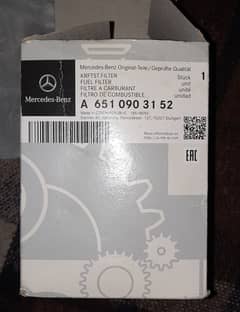 Mercedes-Benz
Mercedes-Benz Original-Teile/Geprüfte Qualität
KRFTST.FILTER
FUEL FILTER
FILTRE A CARBURANT
FILTRO DE COMBUSTIBLE
Stück
unit
unité
unidad
1
A 651 090 31 52
EAC